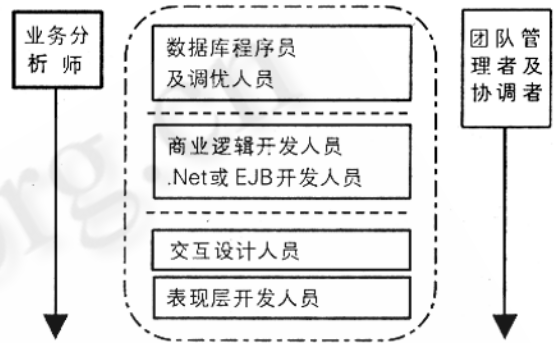 业务分
析师
数据库程序员
及调优人员
商业逻辑开发人员
.Net或EJB开发人员
交互设计人员
表现层开发人员
团队管
理者及
协调者
org.cn